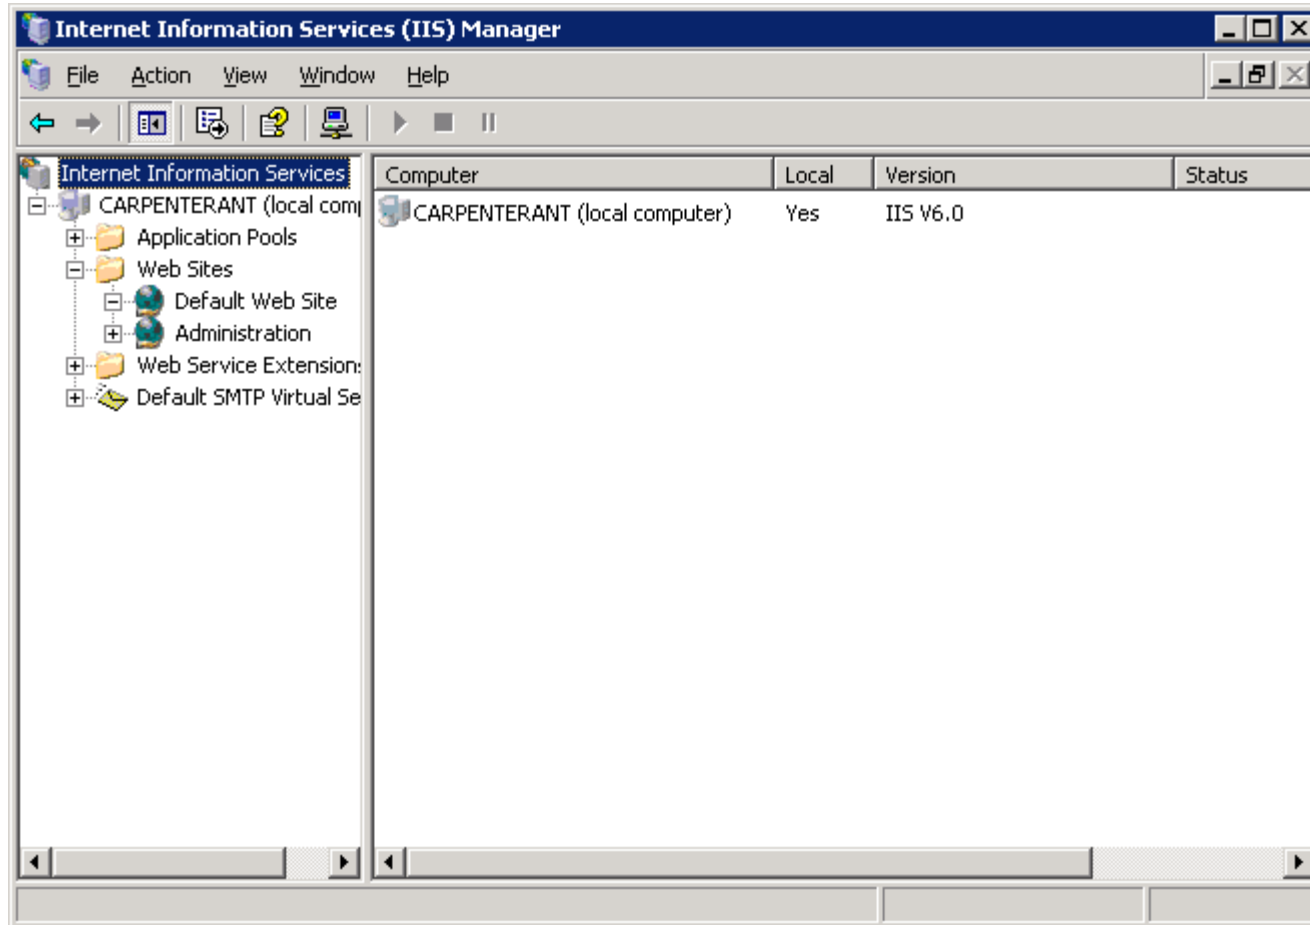 Internet Information Services (IIS) Manager
File Action View Window Help
Internet Information Services
Computer Local Version Status
CARPENTERANT (local comp
CARPENTERANT (local computer) Yes IIS V6.0
Application Pools
Web Sites
Default Web Site
Administration
Web Service Extensions
Default SMTP Virtual Se